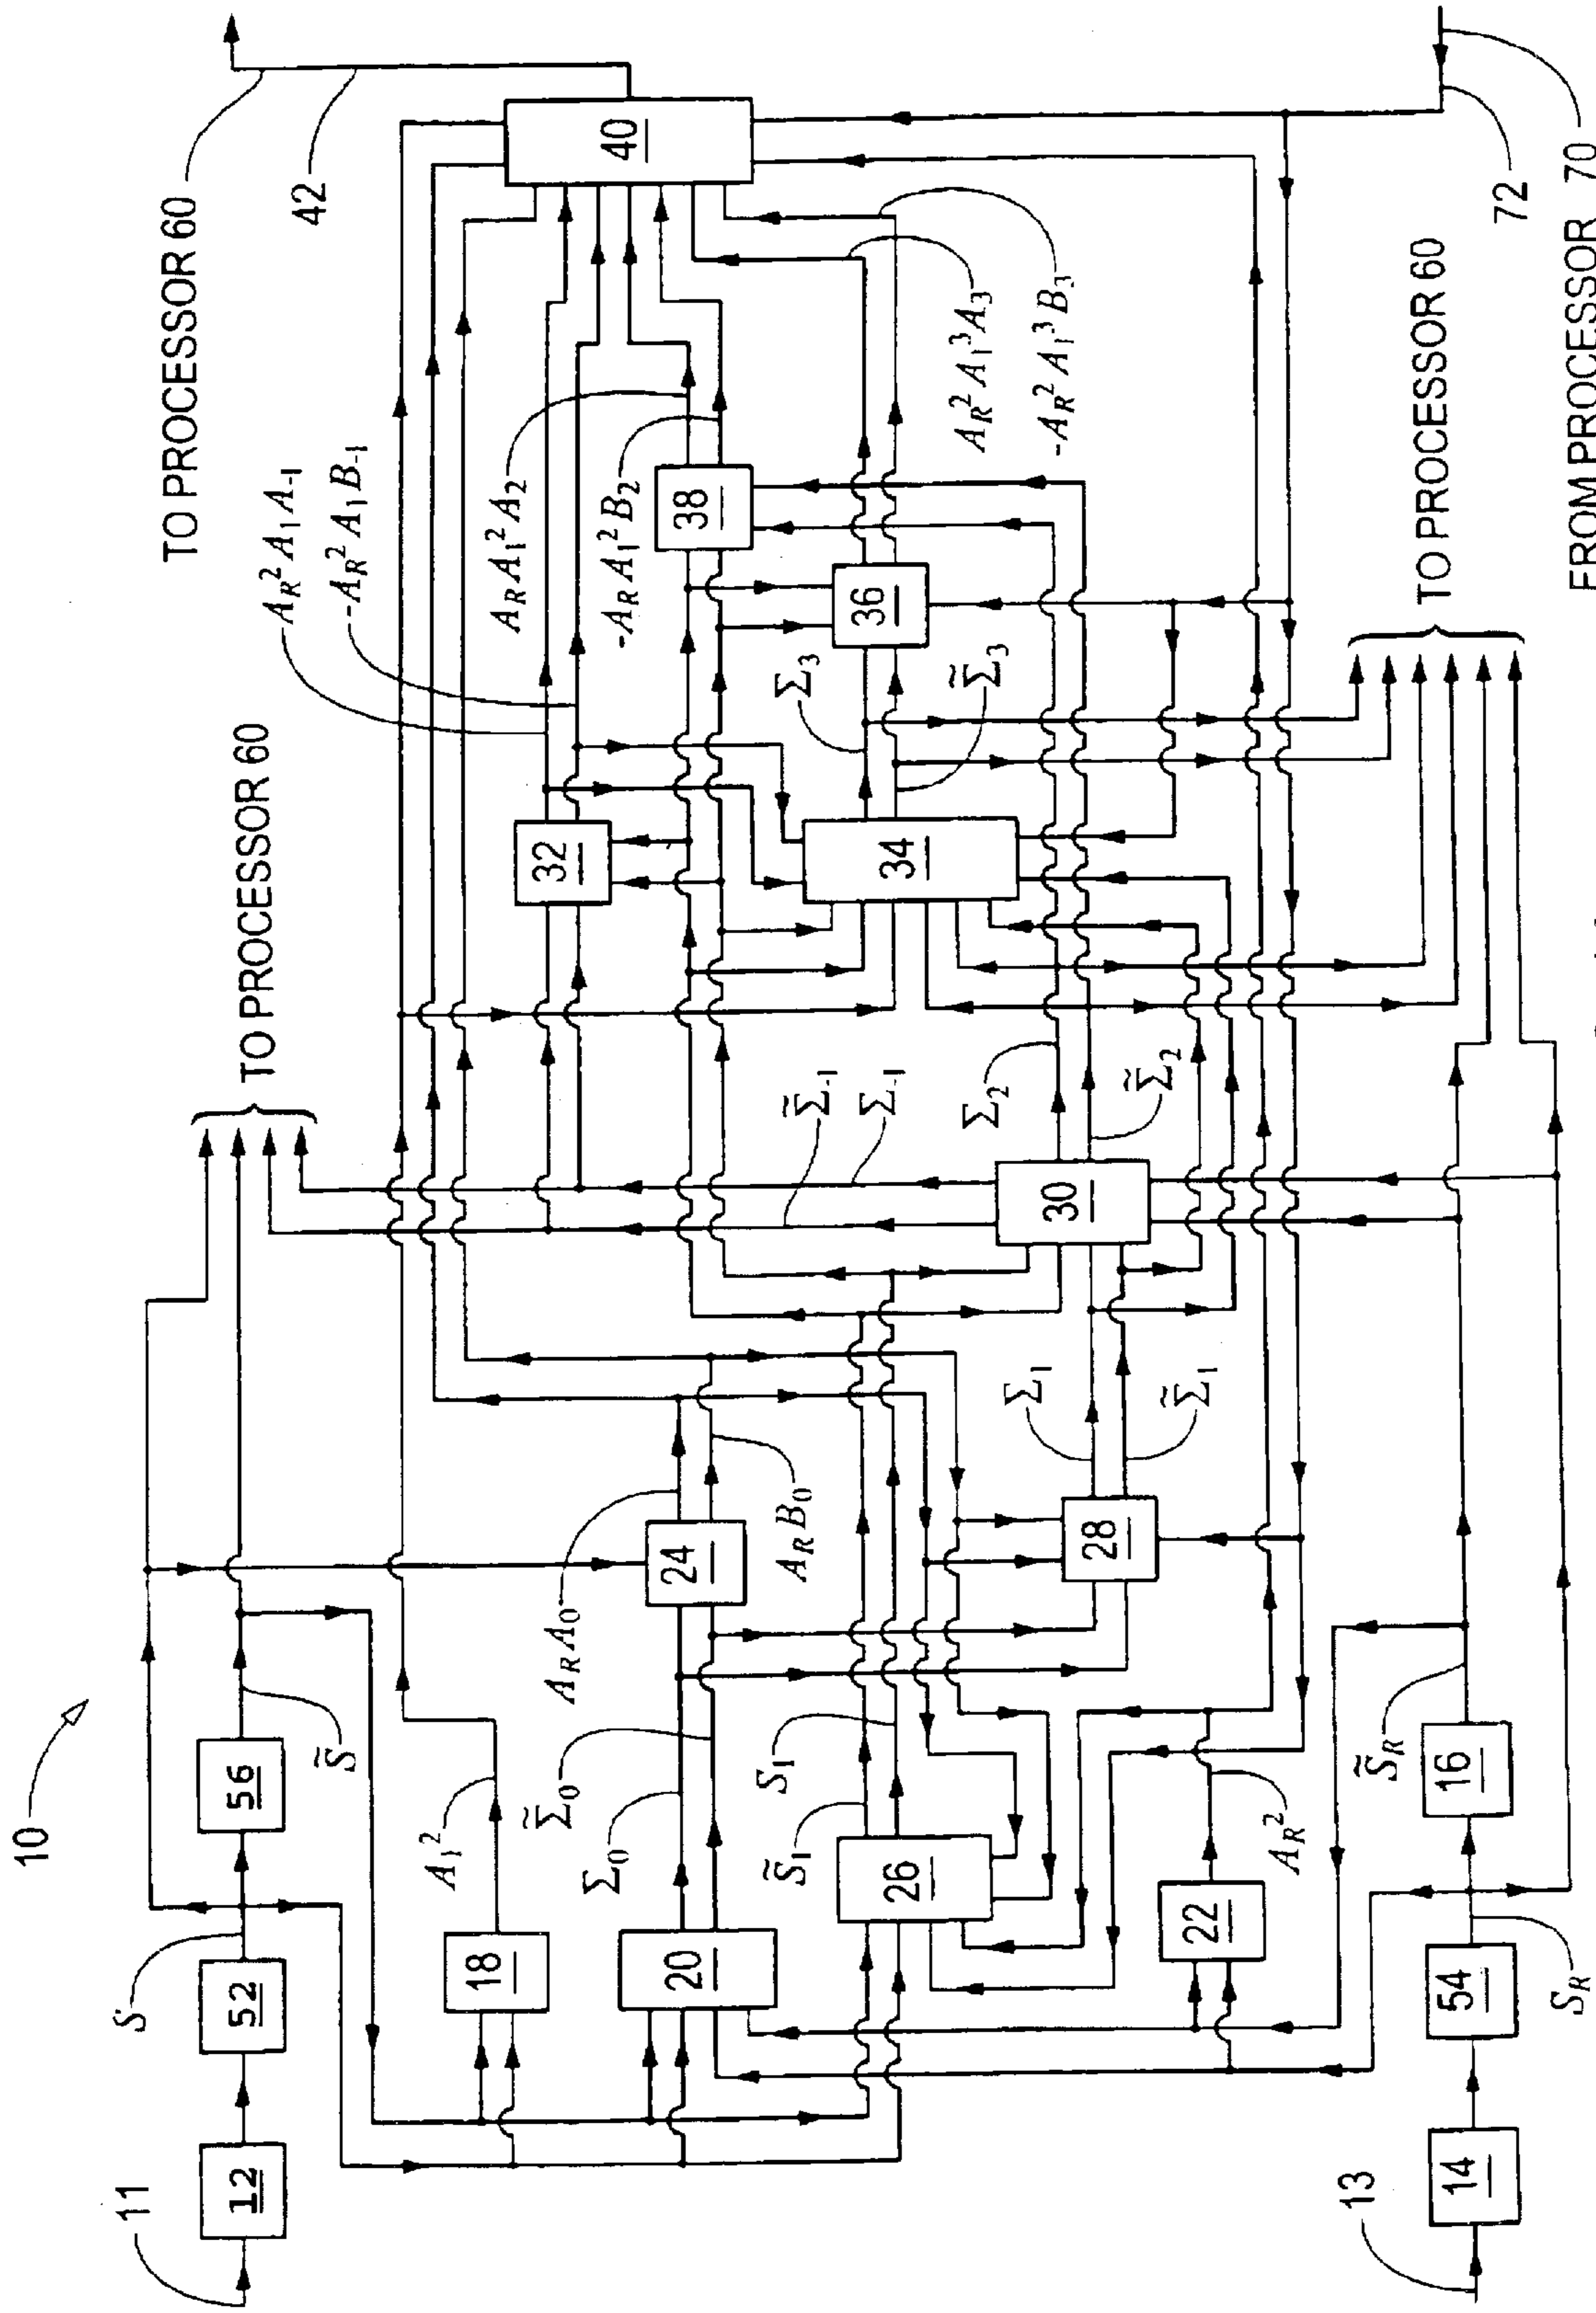 10
TO PROCESSOR 60
42
TO PROCESSOR 60
11
12
S
52
56
S̃
A₁²
18
Σ₀
Σ̃₀
20
A_R A₀
24
A_R B₀
S̃₁
S₁
26
A_R²
22
Σ₁
Σ̃₁
28
Σ̃₋₁
Σ₋₁
30
Σ₂
Σ̃₂
A_R² A₁ A₋₁
-A_R² A₁ B₋₁
32
A_R A₁² A₂
-A_R A₁² B₂
38
34
Σ₃
Σ̃₃
36
A_R² A₁³ A₃
-A_R² A₁³ B₃
40
13
14
54
S_R
16
S̃_R
TO PROCESSOR 60
72
FROM PROCESSOR 70